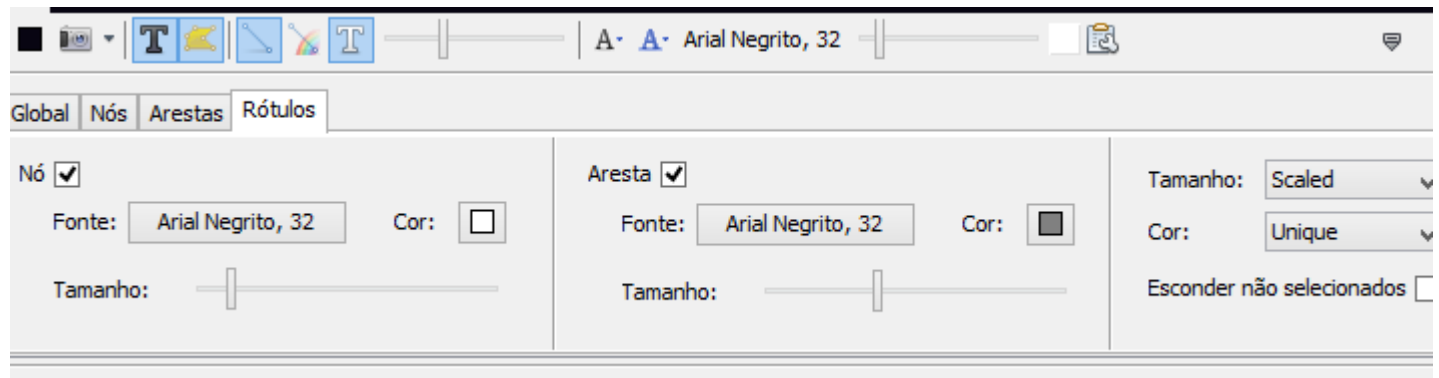 T T A A Arial Negrito, 32
Global Nós Arestas Rótulos
Nó Aresta Tamanho: Scaled
Fonte: Arial Negrito, 32 Cor: Fonte: Arial Negrito, 32 Cor: Cor: Unique
Tamanho: Tamanho: Esconder não selecionados